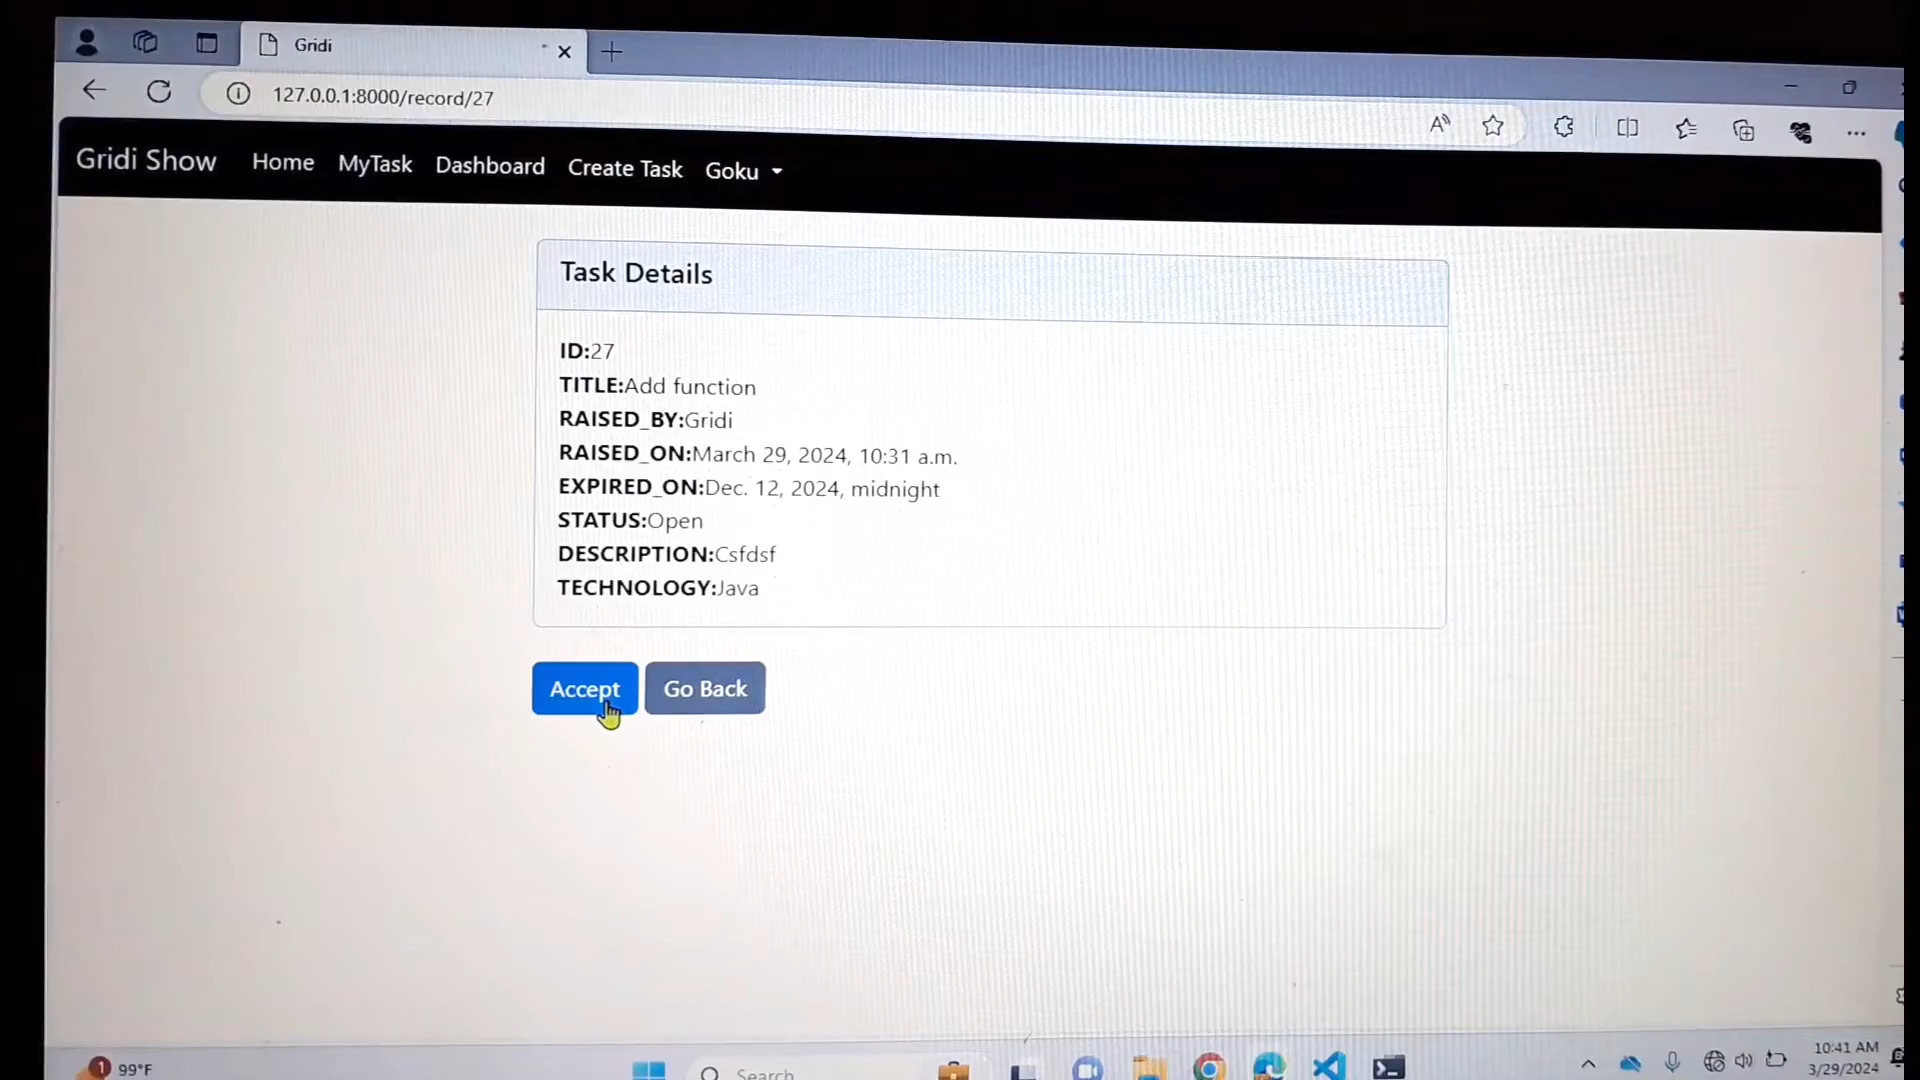 Gridi
127.0.0.1:8000/record/27
Gridi Show Home MyTask Dashboard Create Task Goku
Task Details
ID:27
TITLE:Add function
RAISED_BY:Gridi
RAISED_ON:March 29, 2024, 10:31 a.m.
EXPIRED_ON:Dec. 12, 2024, midnight
STATUS:Open
DESCRIPTION:Csfdsf
TECHNOLOGY:Java
Accept Go Back
1 99°F
Search
10:41 AM
3/29/2024